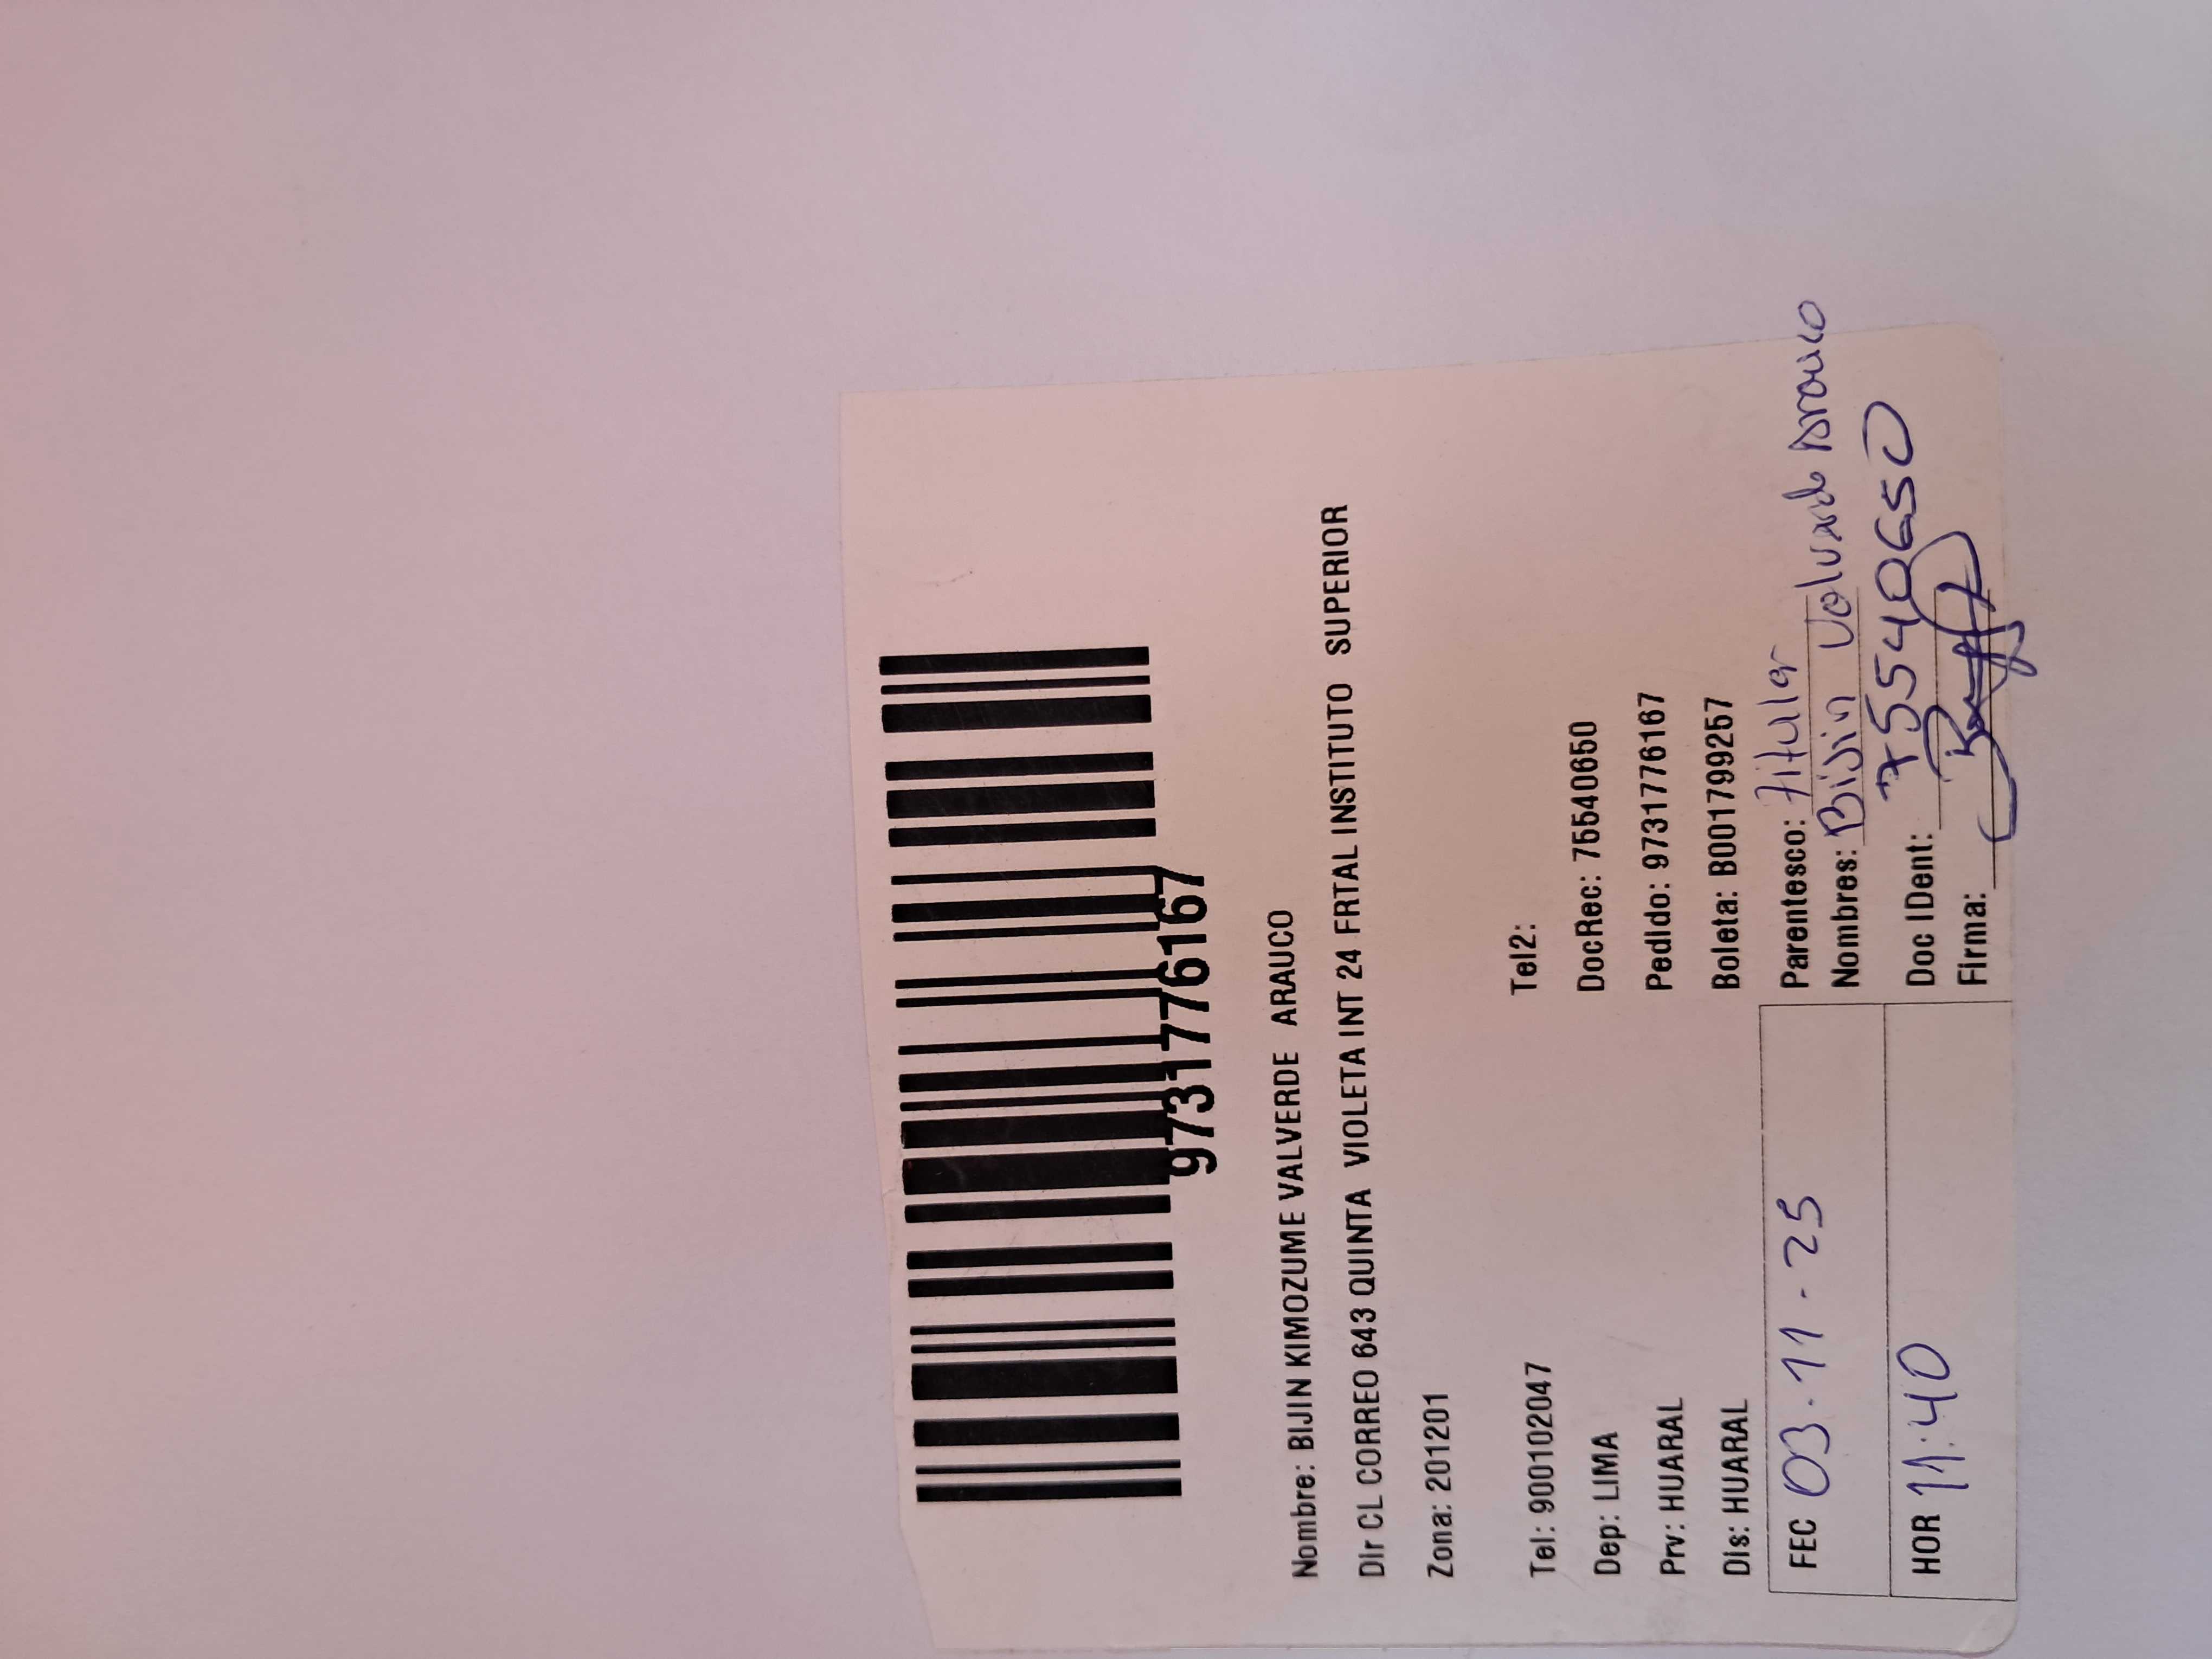 9731776167
Nombre: BIJIN KIMOZUME VALVERDE ARAUCO
Dir CL CORREO 643 QUINTA VIOLETA INT 24 FRTAL INSTITUTO SUPERIOR
Zona: 201201
Tel: 900102047 Tel2:
Dep: LIMA DocRec: 75540650
Prv: HUARAL Pedido: 9731776167
Dis: HUARAL Boleta: B001799257
FEC 03.11.25 Parentesco: Titular
Nombres: Bijin Valverde Arauco
HOR 11:40 Doc IDent: 75540650
Firma: